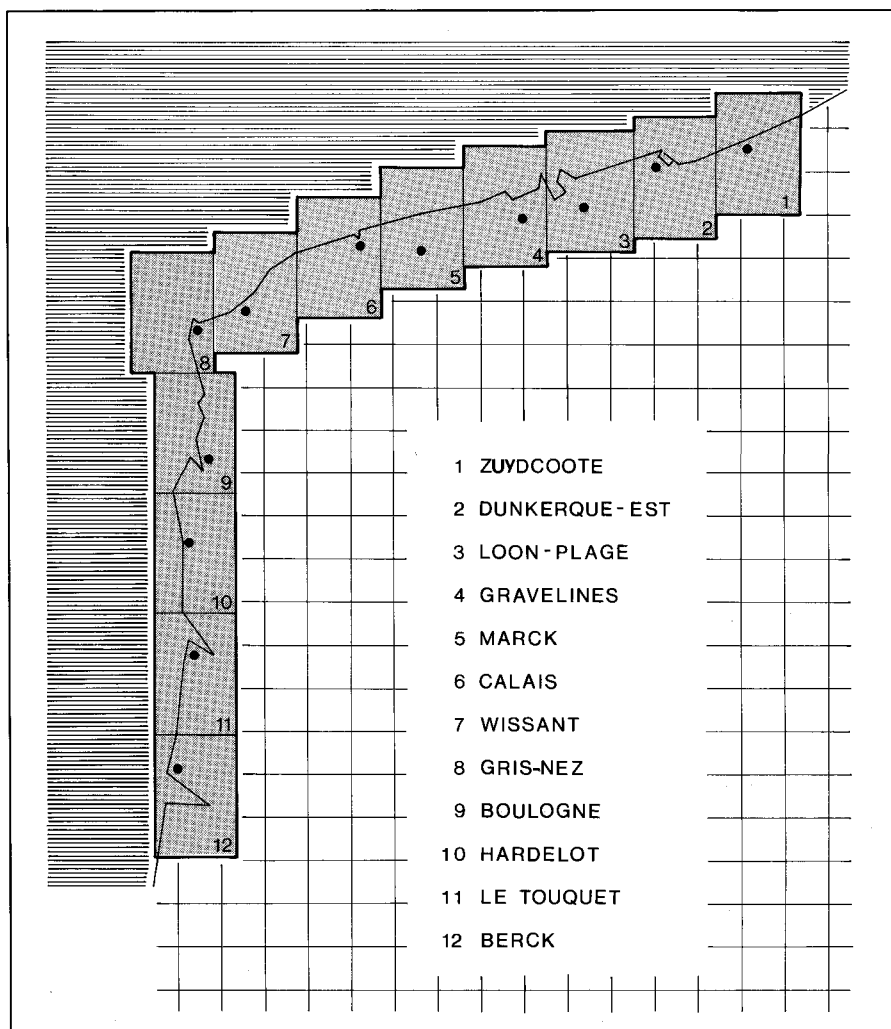 1
2
3
4
5
6
7
8
9
10
11
12
1 ZUYDCOOTE
2 DUNKERQUE-EST
3 LOON-PLAGE
4 GRAVELINES
5 MARCK
6 CALAIS
7 WISSANT
8 GRIS-NEZ
9 BOULOGNE
10 HARDELOT
11 LE TOUQUET
12 BERCK